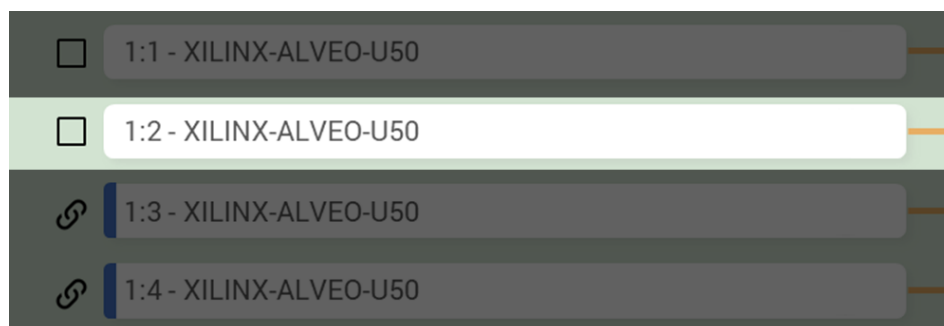 1:1 - XILINX-ALVEO-U50
1:2 - XILINX-ALVEO-U50
1:3 - XILINX-ALVEO-U50
1:4 - XILINX-ALVEO-U50